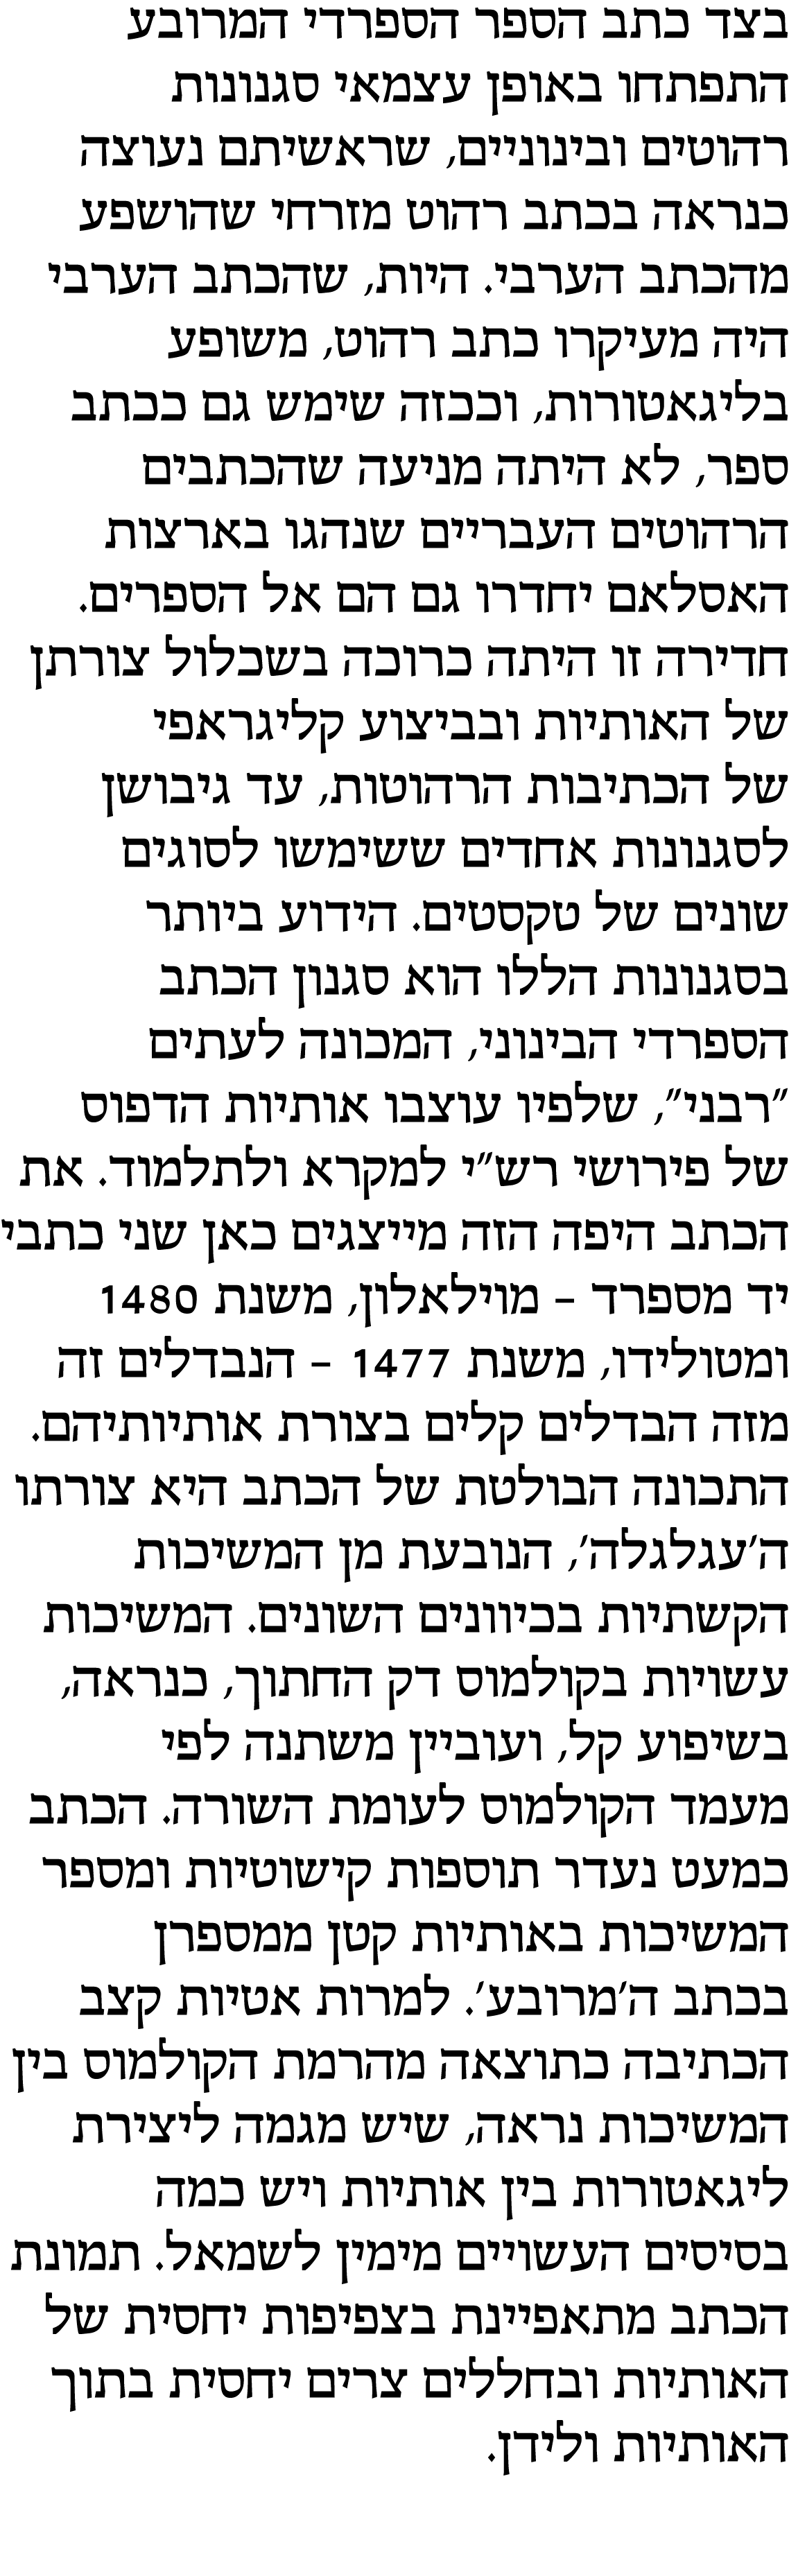 בצד כתב הספר הספרדי המרובע
התפתחו באופן עצמאי סגנונות
רהוטים ובינוניים, שראשיתם נעוצה
כנראה בכתב רהוט מזרחי שהושפע
מהכתב הערבי. היות, שהכתב הערבי
היה מעיקרו כתב רהוט, משופע
בליגאטורות, וככזה שימש גם ככתב
ספר, לא היתה מניעה שהכתבים
הרהוטים העבריים שנהגו בארצות
האסלאם יחדרו גם הם אל הספרים.
חדירה זו היתה כרוכה בשכלול צורתן
של האותיות ובביצוע קליגראפי
של הכתיבות הרהוטות, עד גיבושן
לסגנונות אחדים ששימשו לסוגים
שונים של טקסטים. הידוע ביותר
בסגנונות הללו הוא סגנון הכתב
הספרדי הבינוני, המכונה לעתים
"רבני", שלפיו עוצבו אותיות הדפוס
של פירושי רש"י למקרא ולתלמוד. את
הכתב היפה הזה מייצגים כאן שני כתבי
יד מספרד – מוילאלון, משנת 1480
ומטולידו, משנת 1477 – הנבדלים זה
מזה הבדלים קלים בצורת אותיותיהם.
התכונה הבולטת של הכתב היא צורתו
ה'עגלגלה', הנובעת מן המשיכות
הקשתיות בכיוונים השונים. המשיכות
עשויות בקולמוס דק החתוך, כנראה,
בשיפוע קל, ועוביין משתנה לפי
מעמד הקולמוס לעומת השורה. הכתב
כמעט נעדר תוספות קישוטיות ומספר
המשיכות באותיות קטן ממספרן
בכתב ה'מרובע'. למרות אטיות קצב
הכתיבה כתוצאה מהרמת הקולמוס בין
המשיכות נראה, שיש מגמה ליצירת
ליגאטורות בין אותיות ויש כמה
בסיסים העשויים מימין לשמאל. תמונת
הכתב מתאפיינת בצפיפות יחסית של
האותיות ובחללים צרים יחסית בתוך
האותיות ולידן.